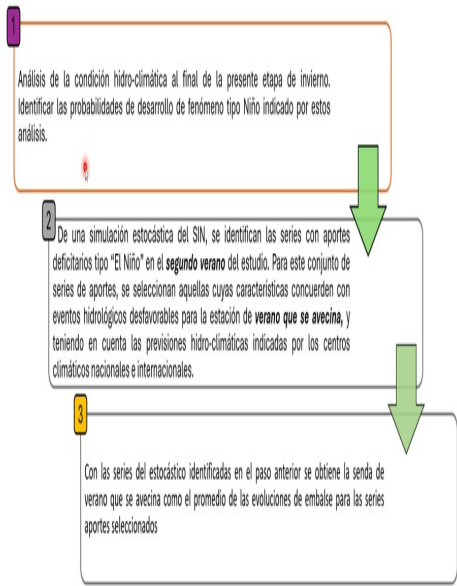 1
Análisis de la condición hidro-climática al final de la presente etapa de invierno.
Identificar las probabilidades de desarrollo de fenómeno tipo Niño indicado por estos
análisis.
2
De una simulación estocástica del SIN, se identifican las series con aportes
deficitarios tipo “El Niño” en el segundo verano del estudio. Para este conjunto de
series de aportes, se seleccionan aquellas cuyas características concuerden con
eventos hidrológicos desfavorables para la estación de verano que se avecina, y
teniendo en cuenta las previsiones hidro-climáticas indicadas por los centros
climáticos nacionales e internacionales.
3
Con las series del estocástico identificadas en el paso anterior se obtiene la senda de
verano que se avecina como el promedio de las evoluciones de embalse para las series
aportes seleccionados